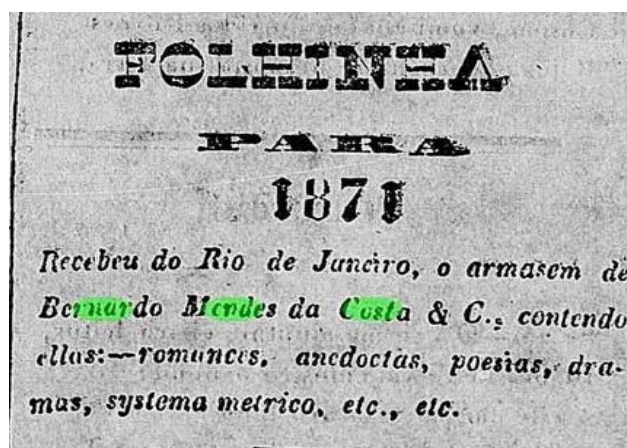 FOLHINHA
PARA
1871
Recebeu do Rio de Janeiro, o armasem de
Bernardo Mendes da Costa & C., contendo
ellas:—romances, anedoctas, poesias, dra-
mas, systema metrico, etc., etc.